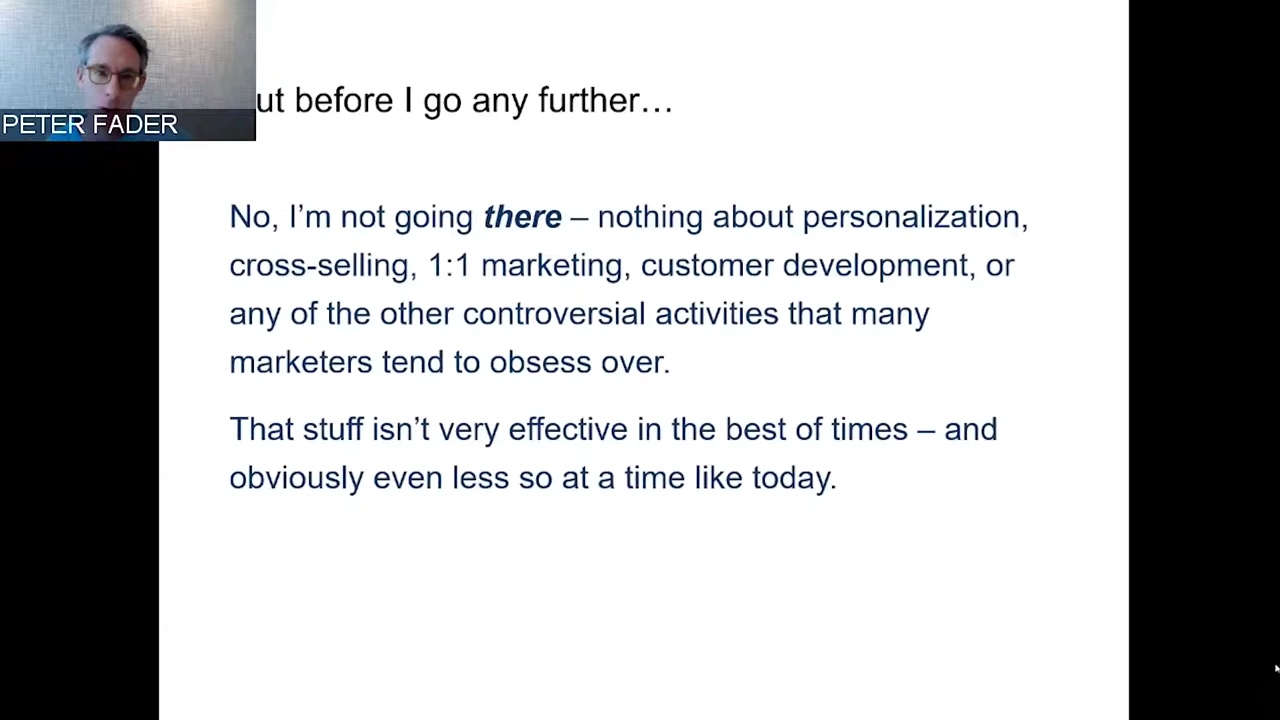 ut before I go any further…
PETER FADER
No, I’m not going there – nothing about personalization,
cross-selling, 1:1 marketing, customer development, or
any of the other controversial activities that many
marketers tend to obsess over.
That stuff isn’t very effective in the best of times – and
obviously even less so at a time like today.